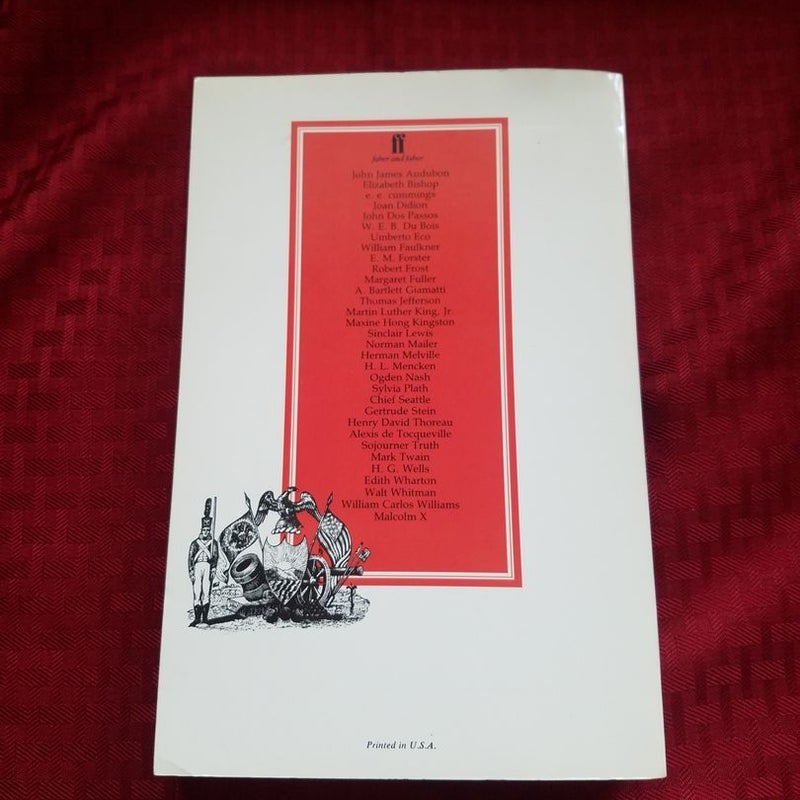 ff
faber and faber
John James Audubon
Elizabeth Bishop
e. e. cummings
Joan Didion
John Dos Passos
W. E. B. Du Bois
Umberto Eco
William Faulkner
E. M. Forster
Robert Frost
Margaret Fuller
A. Bartlett Giamatti
Thomas Jefferson
Martin Luther King, Jr
Maxine Hong Kingston
Sinclair Lewis
Norman Mailer
Herman Melville
H. L. Mencken
Ogden Nash
Sylvia Plath
Chief Seattle
Gertrude Stein
Henry David Thoreau
Alexis de Tocqueville
Sojourner Truth
Mark Twain
H. G. Wells
Edith Wharton
Walt Whitman
William Carlos Williams
Malcolm X
Printed in U.S.A.